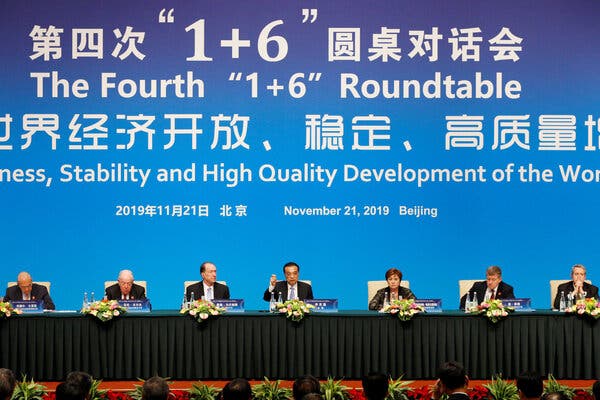 第四次“1+6”圆桌对话会
The Fourth “1+6” Roundtable
世界经济开放、稳定、高质量增
ness, Stability and High Quality Development of the Wor
2019年11月21日 北京 November 21, 2019 Beijing